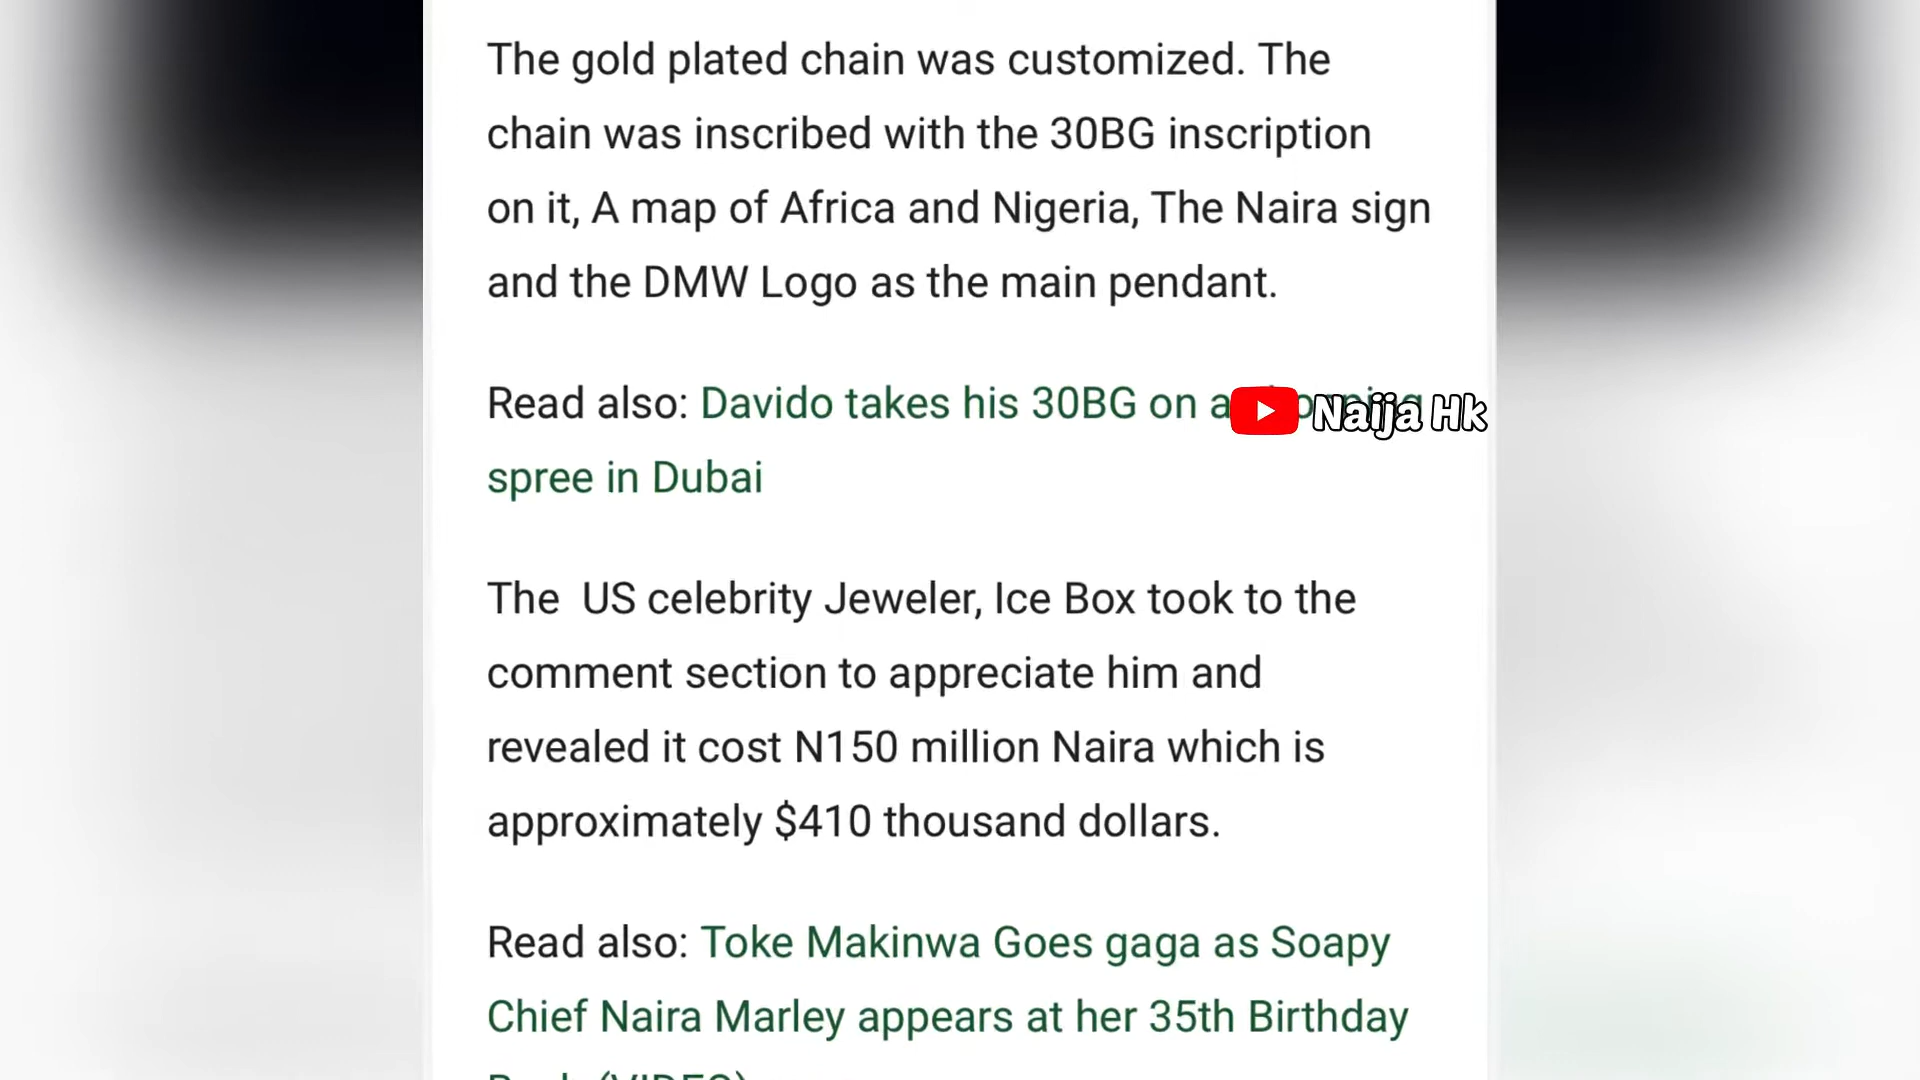 The gold plated chain was customized. The
chain was inscribed with the 30BG inscription
on it, A map of Africa and Nigeria, The Naira sign
and the DMW Logo as the main pendant.
Read also: Davido takes his 30BG on a
Naija Hk
spree in Dubai
The US celebrity Jeweler, Ice Box took to the
comment section to appreciate him and
revealed it cost N150 million Naira which is
approximately $410 thousand dollars.
Read also: Toke Makinwa Goes gaga as Soapy
Chief Naira Marley appears at her 35th Birthday
(VIDEO)